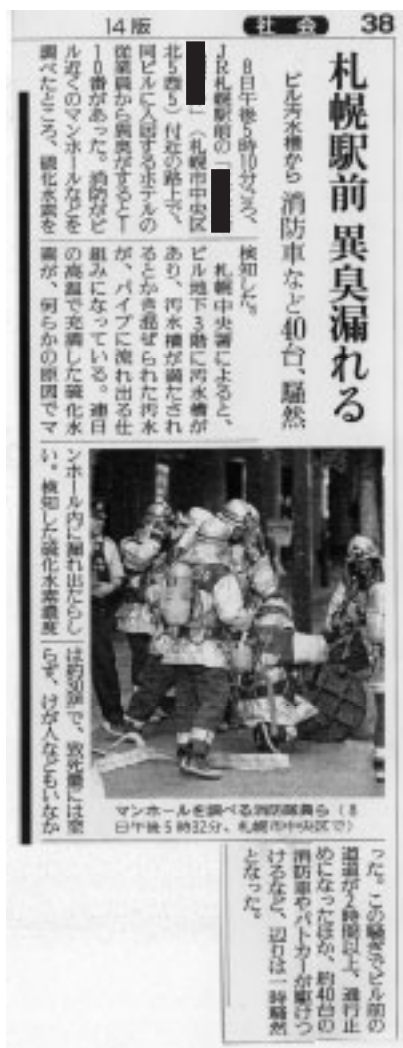 14版 社会 38
札幌駅前 異臭漏れる
ビル汚水槽から 消防車など40台、騒然
8日午後5時10分ごろ、
JR札幌駅前の「
」(札幌市中央区
北5西5)付近の路上で、
同ビルに入居するホテルの
従業員から異臭がすると1
10番があった。消防がビ
ル近くのマンホールなどを
調べたところ、硫化水素を
検知した。
札幌中央署によると、
ビル地下3階に汚水槽が
あり、汚水槽が満たされ
るとかき混ぜられた汚水
が、パイプに流れ出る仕
組みになっている。連日
の高温で充満した硫化水
素が、何らかの原因でマ
ンホール内に漏れ出たらし
い。検知した硫化水素濃度
は約30㏙で、致死量には至
らず、けが人などもいなか
った。この騒ぎでビル前の
道道が2時間以上、通行止
めになったほか、約40台の
消防車やパトカーが駆けつ
けるなど、辺りは一時騒然
となった。
マンホールを調べる消防隊員ら(8
日午後5時32分、札幌市中央区で)